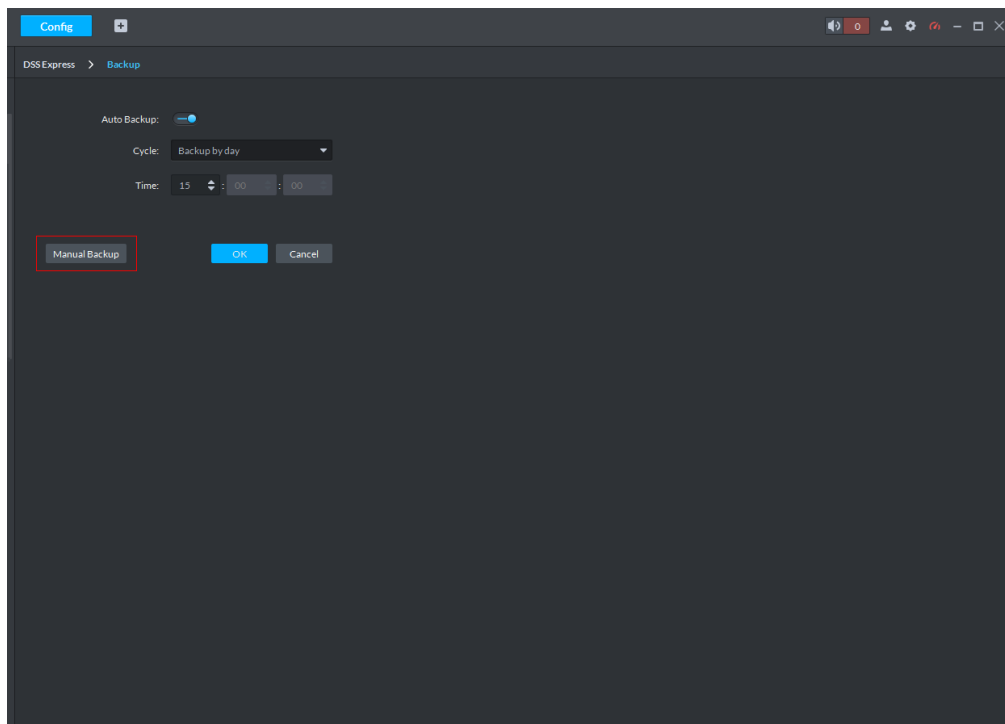 Config
0
DSS Express > Backup
Auto Backup:
Cycle: Backup by day
Time: 15 : 00 : 00
Manual Backup OK Cancel